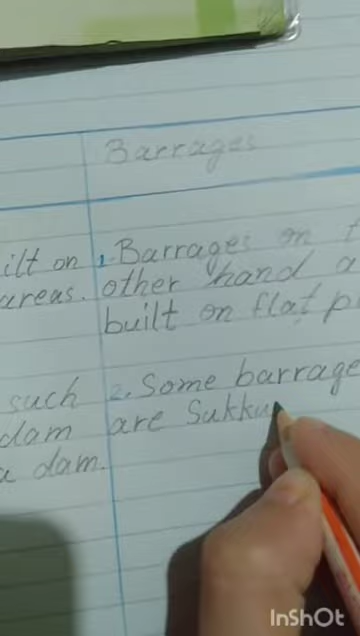 Barrages
ilt on 1. Barrages on t
areas. other hand a
built on flat p
such 2. Some barrage
dam are Sukku
a dam.
InShOt